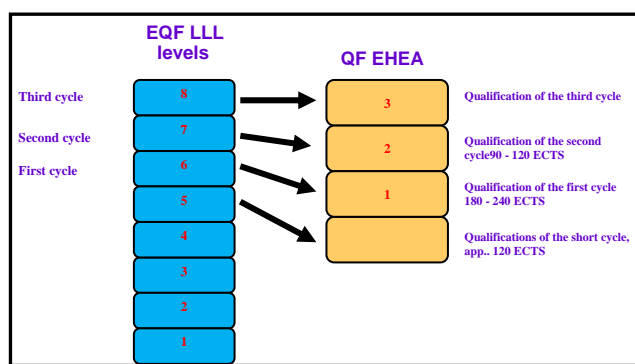 EQF LLL
levels
QF EHEA
Third cycle
8
3
Qualification of the third cycle
Second cycle
7
2
Qualification of the second
cycle90 - 120 ECTS
First cycle
6
1
Qualification of the first cycle
180 - 240 ECTS
5
Qualifications of the short cycle,
app.. 120 ECTS
4
3
2
1